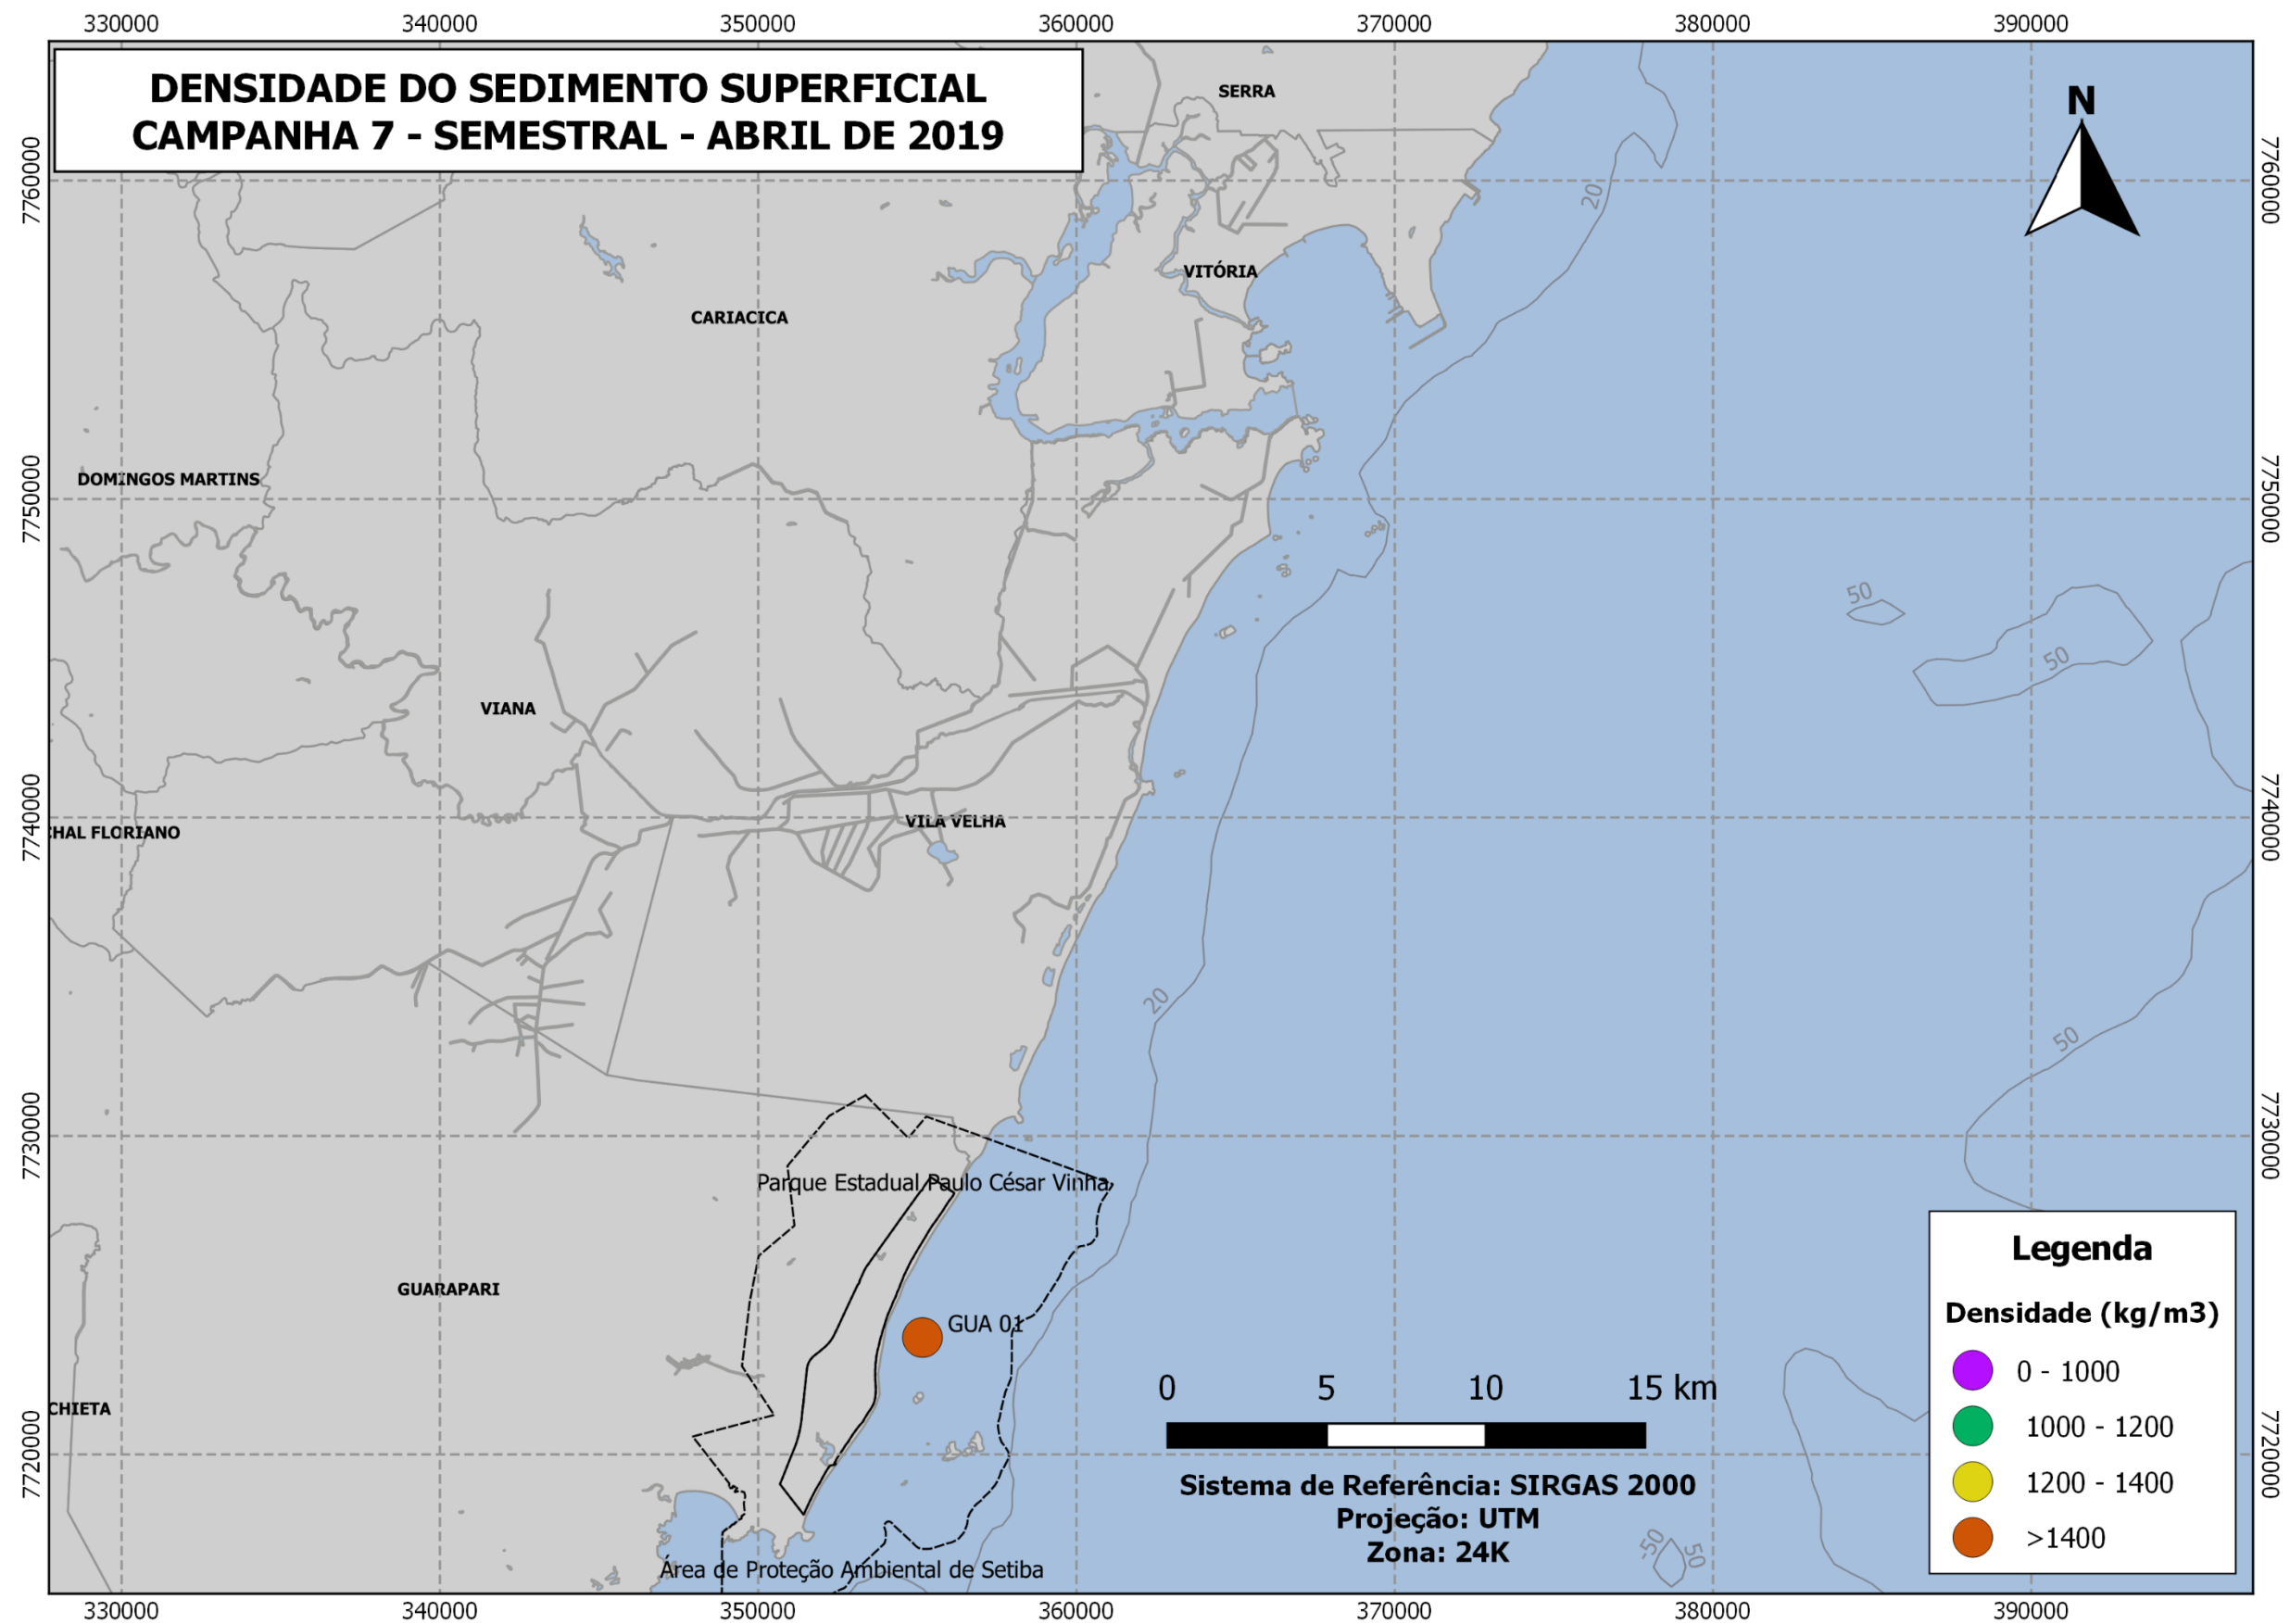 330000 340000 350000 360000 370000 380000 390000
DENSIDADE DO SEDIMENTO SUPERFICIAL
CAMPANHA 7 - SEMESTRAL - ABRIL DE 2019
SERRA
N
7760000
7760000
20
VITÓRIA
CARIACICA
DOMINGOS MARTINS
7750000
7750000
50
50
VIANA
7740000
7740000
VILA VELHA
CHAL FLORIANO
20
50
7730000
7730000
Parque Estadual Paulo César Vinha
GUARAPARI
GUA 01
CHIETA
7720000
7720000
0 5 10 15 km
Sistema de Referência: SIRGAS 2000
Projeção: UTM
Zona: 24K
-50
50
Área de Proteção Ambiental de Setiba
Legenda
Densidade (kg/m3)
0 - 1000
1000 - 1200
1200 - 1400
>1400
330000 340000 350000 360000 370000 380000 390000